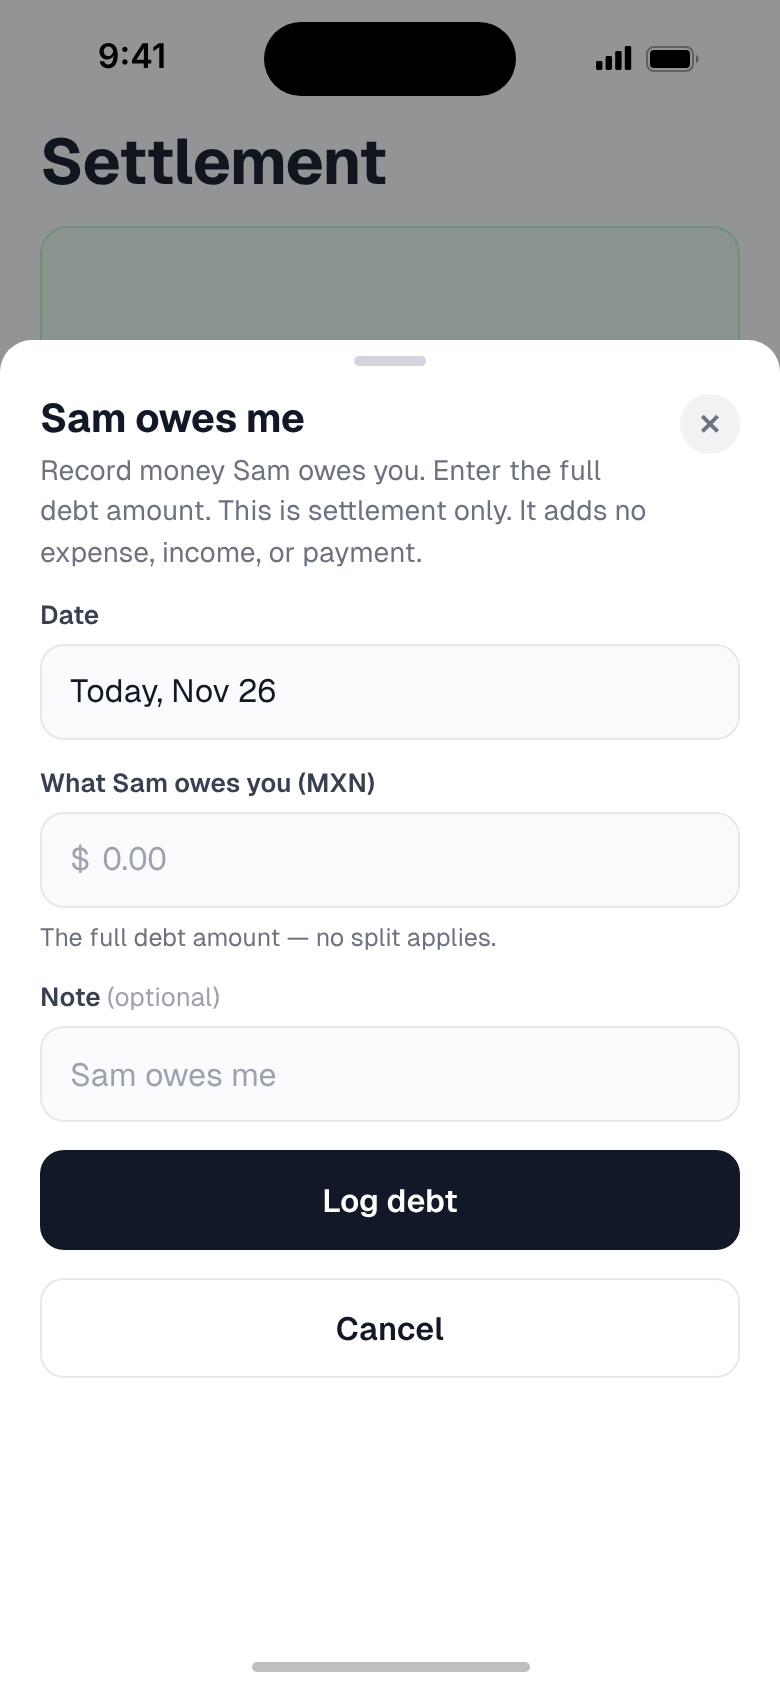 9:41
Settlement
Sam owes me
Record money Sam owes you. Enter the full
debt amount. This is settlement only. It adds no
expense, income, or payment.
Date
Today, Nov 26
What Sam owes you (MXN)
$ 0.00
The full debt amount — no split applies.
Note (optional)
Sam owes me
Log debt
Cancel